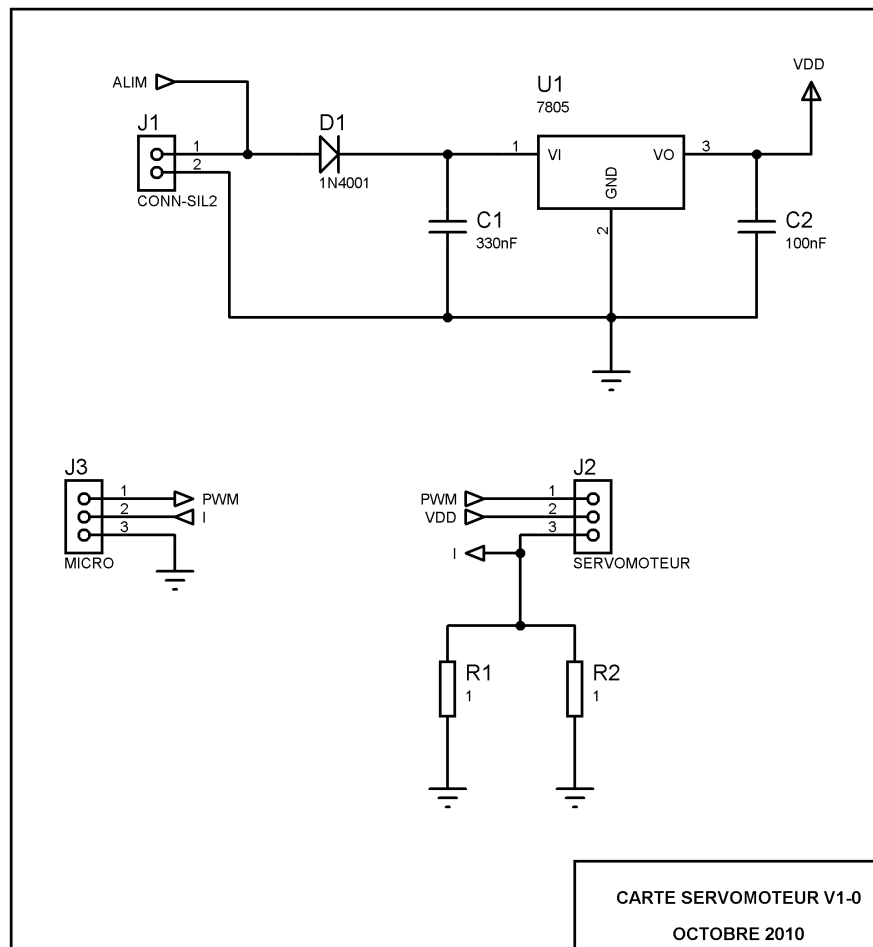 ALIM
J1
1
2
CONN-SIL2
D1
1N4001
C1
330nF
U1
7805
1
VI
VO
3
GND
2
VDD
C2
100nF
J3
1
2
3
PWM
I
MICRO
J2
PWM
VDD
1
2
3
I
SERVOMOTEUR
R1
1
R2
1
CARTE SERVOMOTEUR V1-0
OCTOBRE 2010